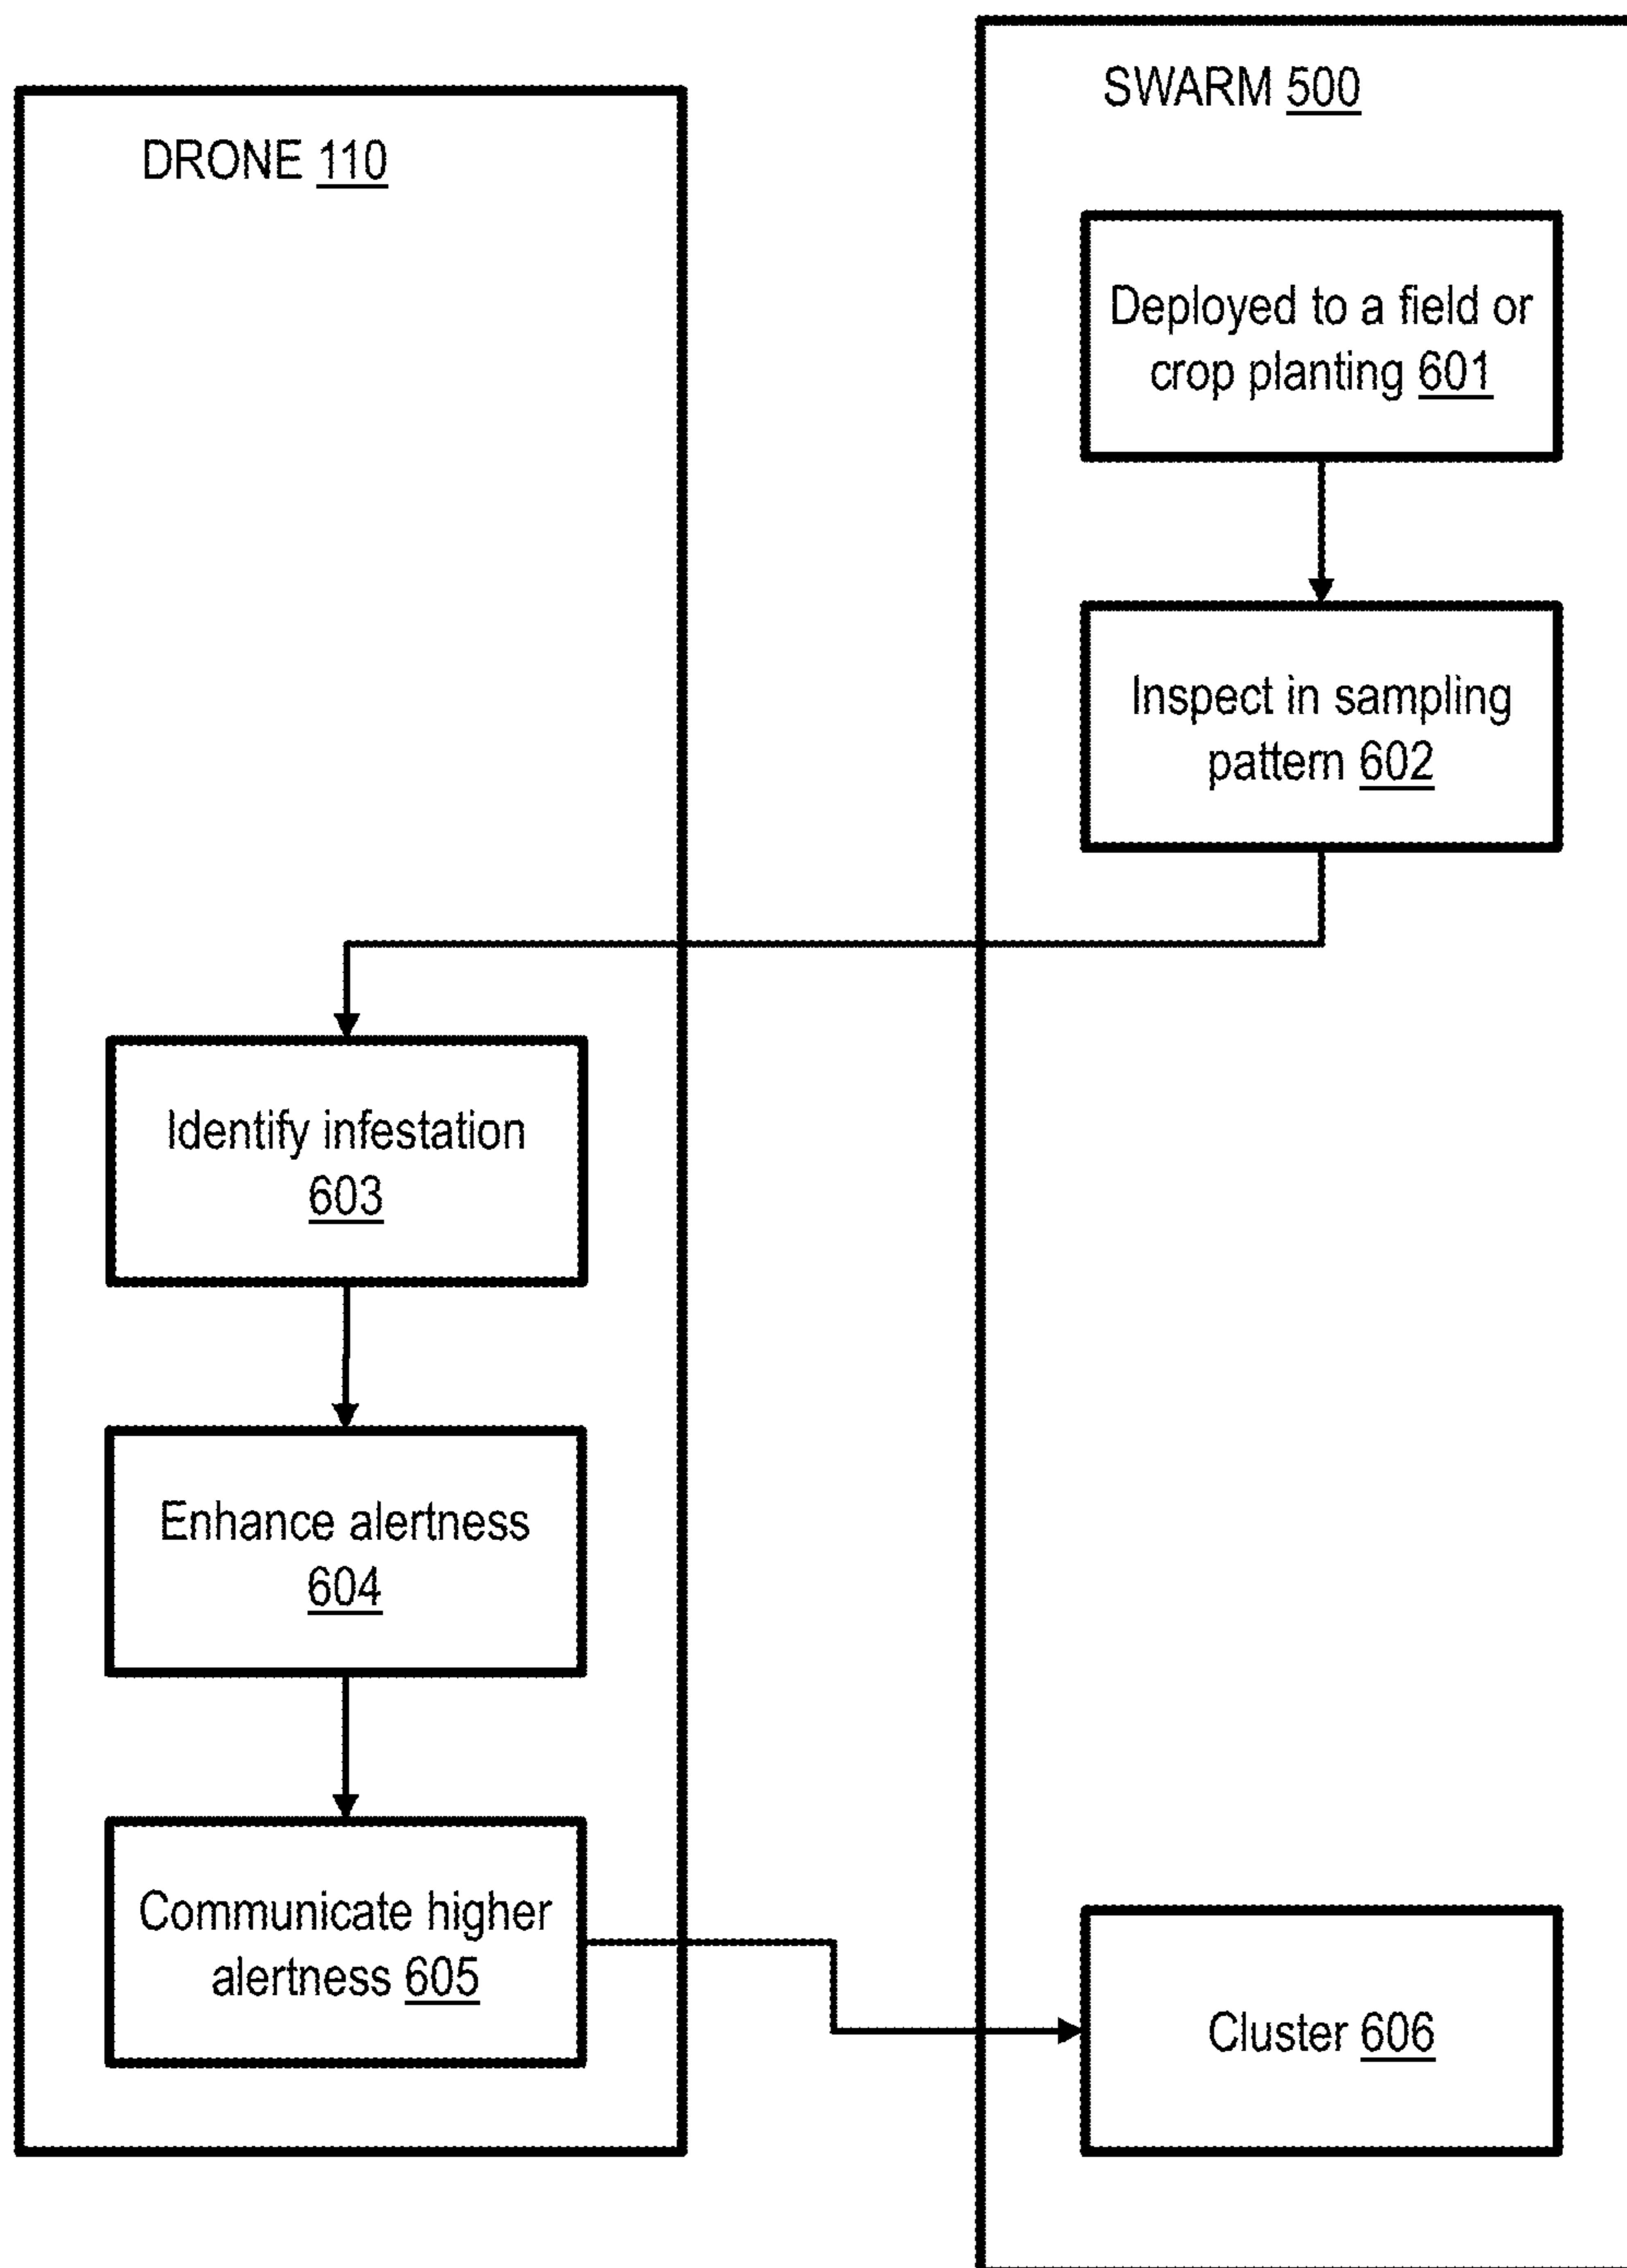 DRONE 110
SWARM 500
Deployed to a field or
crop planting 601
Inspect in sampling
pattern 602
Identify infestation
603
Enhance alertness
604
Communicate higher
alertness 605
Cluster 606